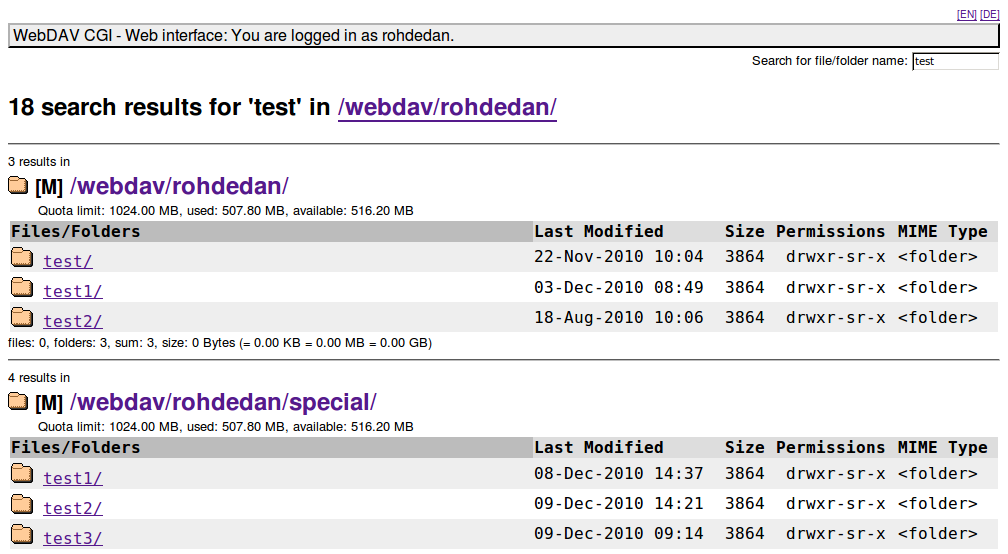 [EN] [DE]
WebDAV CGI - Web interface: You are logged in as rohdedan.
Search for file/folder name: test
18 search results for 'test' in /webdav/rohdedan/
3 results in
[M] /webdav/rohdedan/
Quota limit: 1024.00 MB, used: 507.80 MB, available: 516.20 MB
Files/Folders Last Modified Size Permissions MIME Type
test/ 22-Nov-2010 10:04 3864 drwxr-sr-x <folder>
test1/ 03-Dec-2010 08:49 3864 drwxr-sr-x <folder>
test2/ 18-Aug-2010 10:06 3864 drwxr-sr-x <folder>
files: 0, folders: 3, sum: 3, size: 0 Bytes (= 0.00 KB = 0.00 MB = 0.00 GB)
4 results in
[M] /webdav/rohdedan/special/
Quota limit: 1024.00 MB, used: 507.80 MB, available: 516.20 MB
Files/Folders Last Modified Size Permissions MIME Type
test1/ 08-Dec-2010 14:37 3864 drwxr-sr-x <folder>
test2/ 09-Dec-2010 14:21 3864 drwxr-sr-x <folder>
test3/ 09-Dec-2010 09:14 3864 drwxr-sr-x <folder>